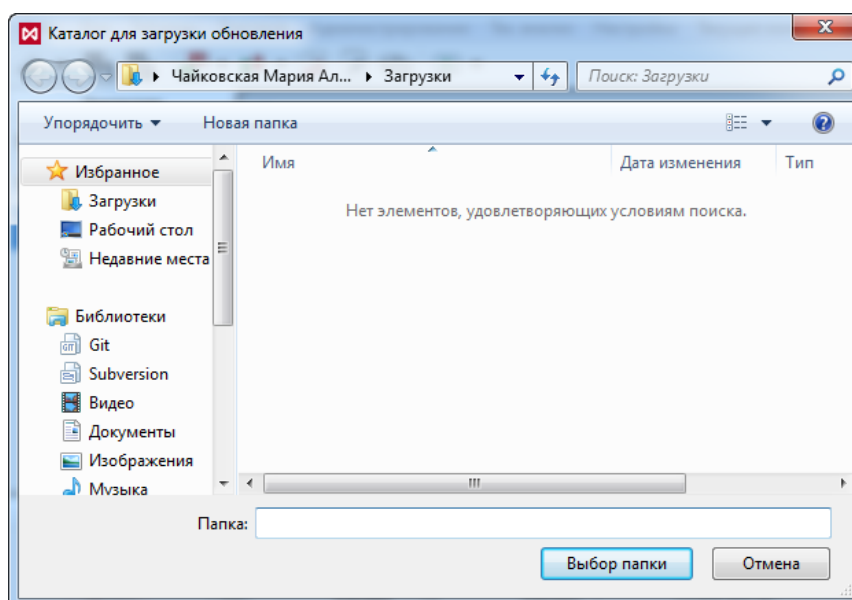 Каталог для загрузки обновления
Чайковская Мария Ал... Загрузки Поиск: Загрузки
Упорядочить Новая папка
Избранное
Загрузки
Рабочий стол
Недавние места
Библиотеки
Git
Subversion
Видео
Документы
Изображения
Музыка
Имя Дата изменения Тип
Нет элементов, удовлетворяющих условиям поиска.
Папка:
Выбор папки Отмена